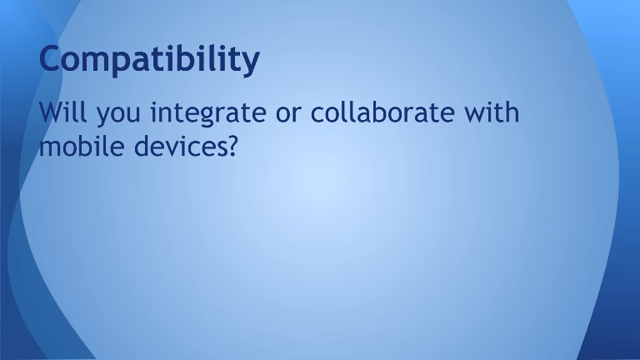 Compatibility
Will you integrate or collaborate with
mobile devices?